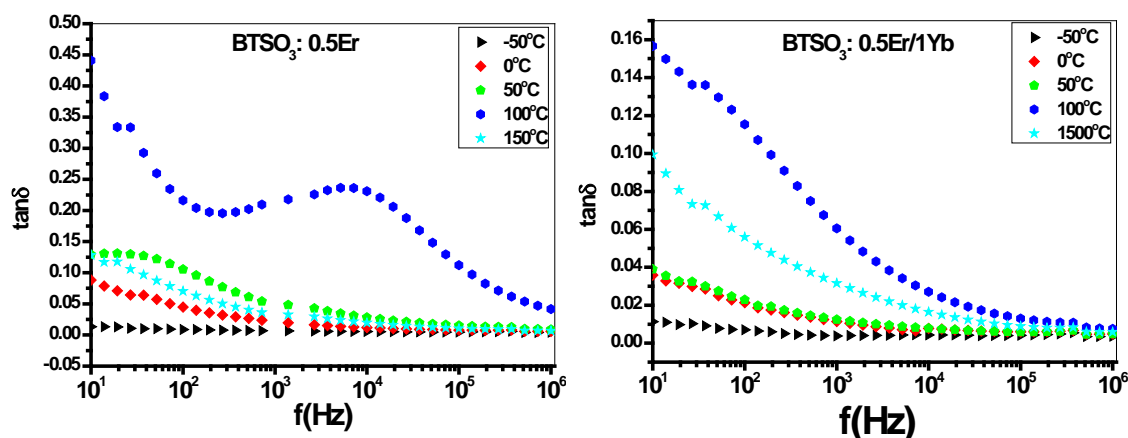 BTSO3: 0.5Er
-50°C
0°C
50°C
100°C
150°C
tanδ
0.50
0.45
0.40
0.35
0.30
0.25
0.20
0.15
0.10
0.05
0.00
-0.05
10^1 10^2 10^3 10^4 10^5 10^6
f(Hz)
BTSO3: 0.5Er/1Yb
-50°C
0°C
50°C
100°C
1500°C
tanδ
0.16
0.14
0.12
0.10
0.08
0.06
0.04
0.02
0.00
10^1 10^2 10^3 10^4 10^5 10^6
f(Hz)